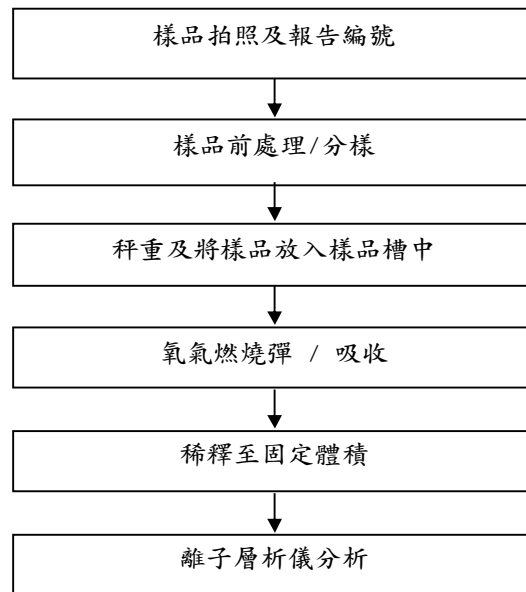 樣品拍照及報告編號
樣品前處理/分樣
秤重及將樣品放入樣品槽中
氧氣燃燒彈 / 吸收
稀釋至固定體積
離子層析儀分析